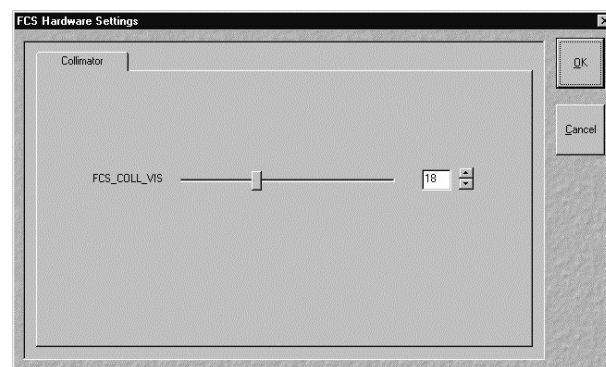 FCS Hardware Settings
Collimator
OK
Cancel
FCS_COLL_VIS
18